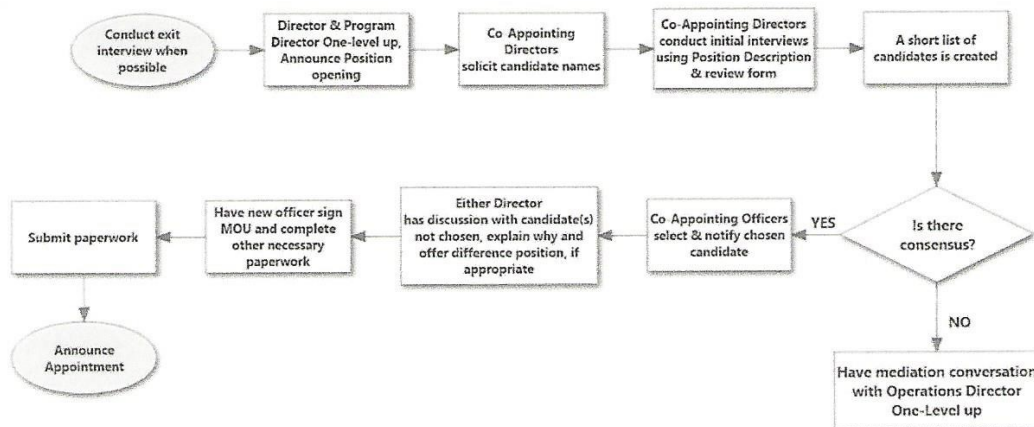 Conduct exit
interview when
possible
Director & Program
Director One-level up,
Announce Position
opening
Co-Appointing
Directors
solicit candidate names
Co-Appointing Directors
conduct initial interviews
using Position Description
& review form
A short list of
candidates is created
Is there
consensus?
YES
Co-Appointing Officers
select & notify chosen
candidate
Either Director
has discussion with candidate(s)
not chosen, explain why and
offer difference position, if
appropriate
Have new officer sign
MOU and complete
other necessary
paperwork
Submit paperwork
Announce
Appointment
NO
Have mediation conversation
with Operations Director
One-Level up